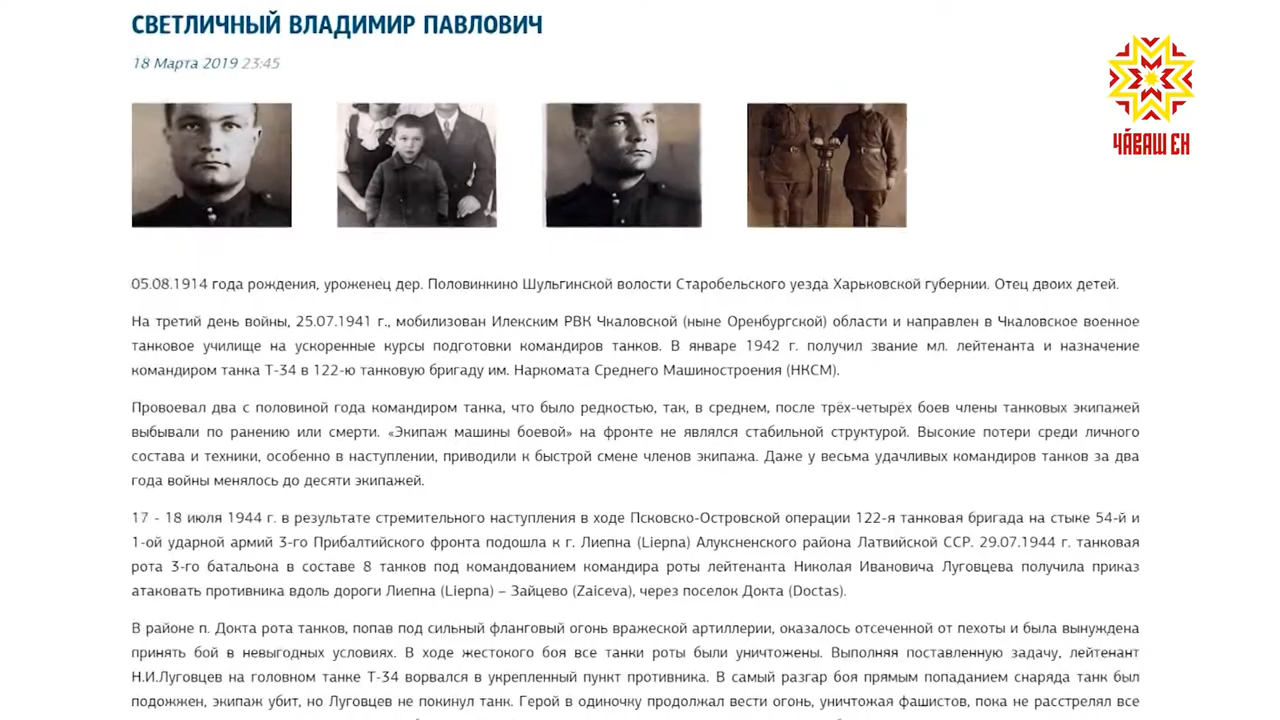 СВЕТЛИЧНЫЙ ВЛАДИМИР ПАВЛОВИЧ
18 Марта 2019 23:45
ЧӐВАШ ЕН
05.08.1914 года рождения, уроженец дер. Половинкино Шульгинской волости Старобельского уезда Харьковской губернии. Отец двоих детей.
На третий день войны, 25.07.1941 г., мобилизован Илекским РВК Чкаловской (ныне Оренбургской) области и направлен в Чкаловское военное
танковое училище на ускоренные курсы подготовки командиров танков. В январе 1942 г. получил звание мл. лейтенанта и назначение
командиром танка Т-34 в 122-ю танковую бригаду им. Наркомата Среднего Машиностроения (НКСМ).
Провоевал два с половиной года командиром танка, что было редкостью, так, в среднем, после трёх-четырёх боев члены танковых экипажей
выбывали по ранению или смерти. «Экипаж машины боевой» на фронте не являлся стабильной структурой. Высокие потери среди личного
состава и техники, особенно в наступлении, приводили к быстрой смене членов экипажа. Даже у весьма удачливых командиров танков за два
года войны менялось до десяти экипажей.
17 - 18 июля 1944 г. в результате стремительного наступления в ходе Псковско-Островской операции 122-я танковая бригада на стыке 54-й и
1-ой ударной армий 3-го Прибалтийского фронта подошла к г. Лиепна (Liepna) Алуксненского района Латвийской ССР. 29.07.1944 г. танковая
рота 3-го батальона в составе 8 танков под командованием командира роты лейтенанта Николая Ивановича Луговцева получила приказ
атаковать противника вдоль дороги Лиепна (Liepna) – Зайцево (Zaiceva), через поселок Докта (Doctas).
В районе п. Докта рота танков, попав под сильный фланговый огонь вражеской артиллерии, оказалось отсеченной от пехоты и была вынуждена
принять бой в невыгодных условиях. В ходе жестокого боя все танки роты были уничтожены. Выполняя поставленную задачу, лейтенант
Н.И.Луговцев на головном танке Т-34 ворвался в укрепленный пункт противника. В самый разгар боя прямым попаданием снаряда танк был
подожжен, экипаж убит, но Луговцев не покинул танк. Герой в одиночку продолжал вести огонь, уничтожая фашистов, пока не расстрелял все